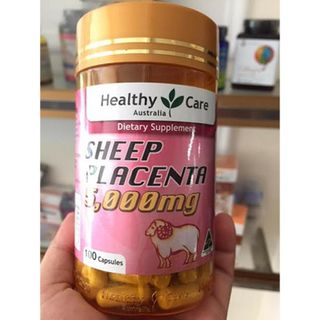 Healthy Care
Australia
Dietary Supplement
SHEEP
PLACENTA
5,000mg
100 Capsules